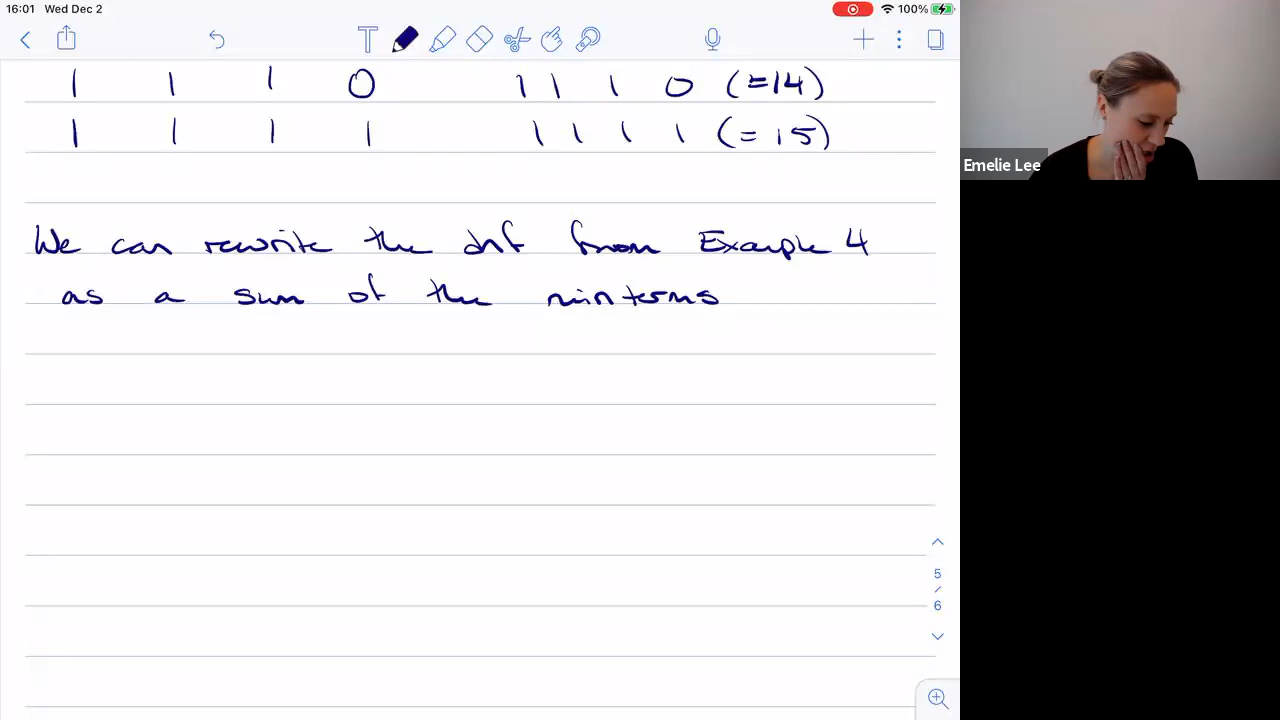 16:01 Wed Dec 2
100%
T
1 1 1 0 1 1 1 0 (=14)
1 1 1 1 1 1 1 1 (=15)
Emelie Lee
We can rewrite the dnf from Example 4
as a sum of the minterms
5
/
6